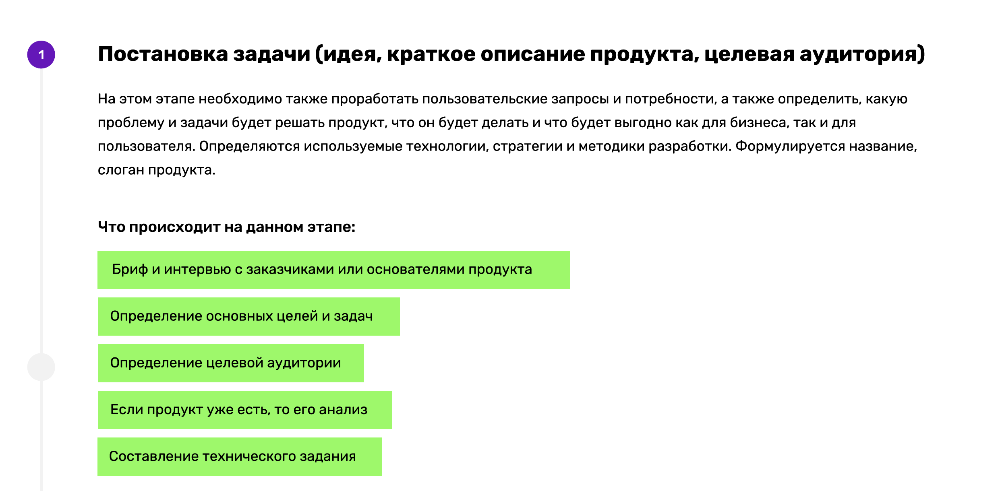 1
Постановка задачи (идея, краткое описание продукта, целевая аудитория)
На этом этапе необходимо также проработать пользовательские запросы и потребности, а также определить, какую
проблему и задачи будет решать продукт, что он будет делать и что будет выгодно как для бизнеса, так и для
пользователя. Определяются используемые технологии, стратегии и методики разработки. Формулируется название,
слоган продукта.
Что происходит на данном этапе:
Бриф и интервью с заказчиками или основателями продукта
Определение основных целей и задач
Определение целевой аудитории
Если продукт уже есть, то его анализ
Составление технического задания